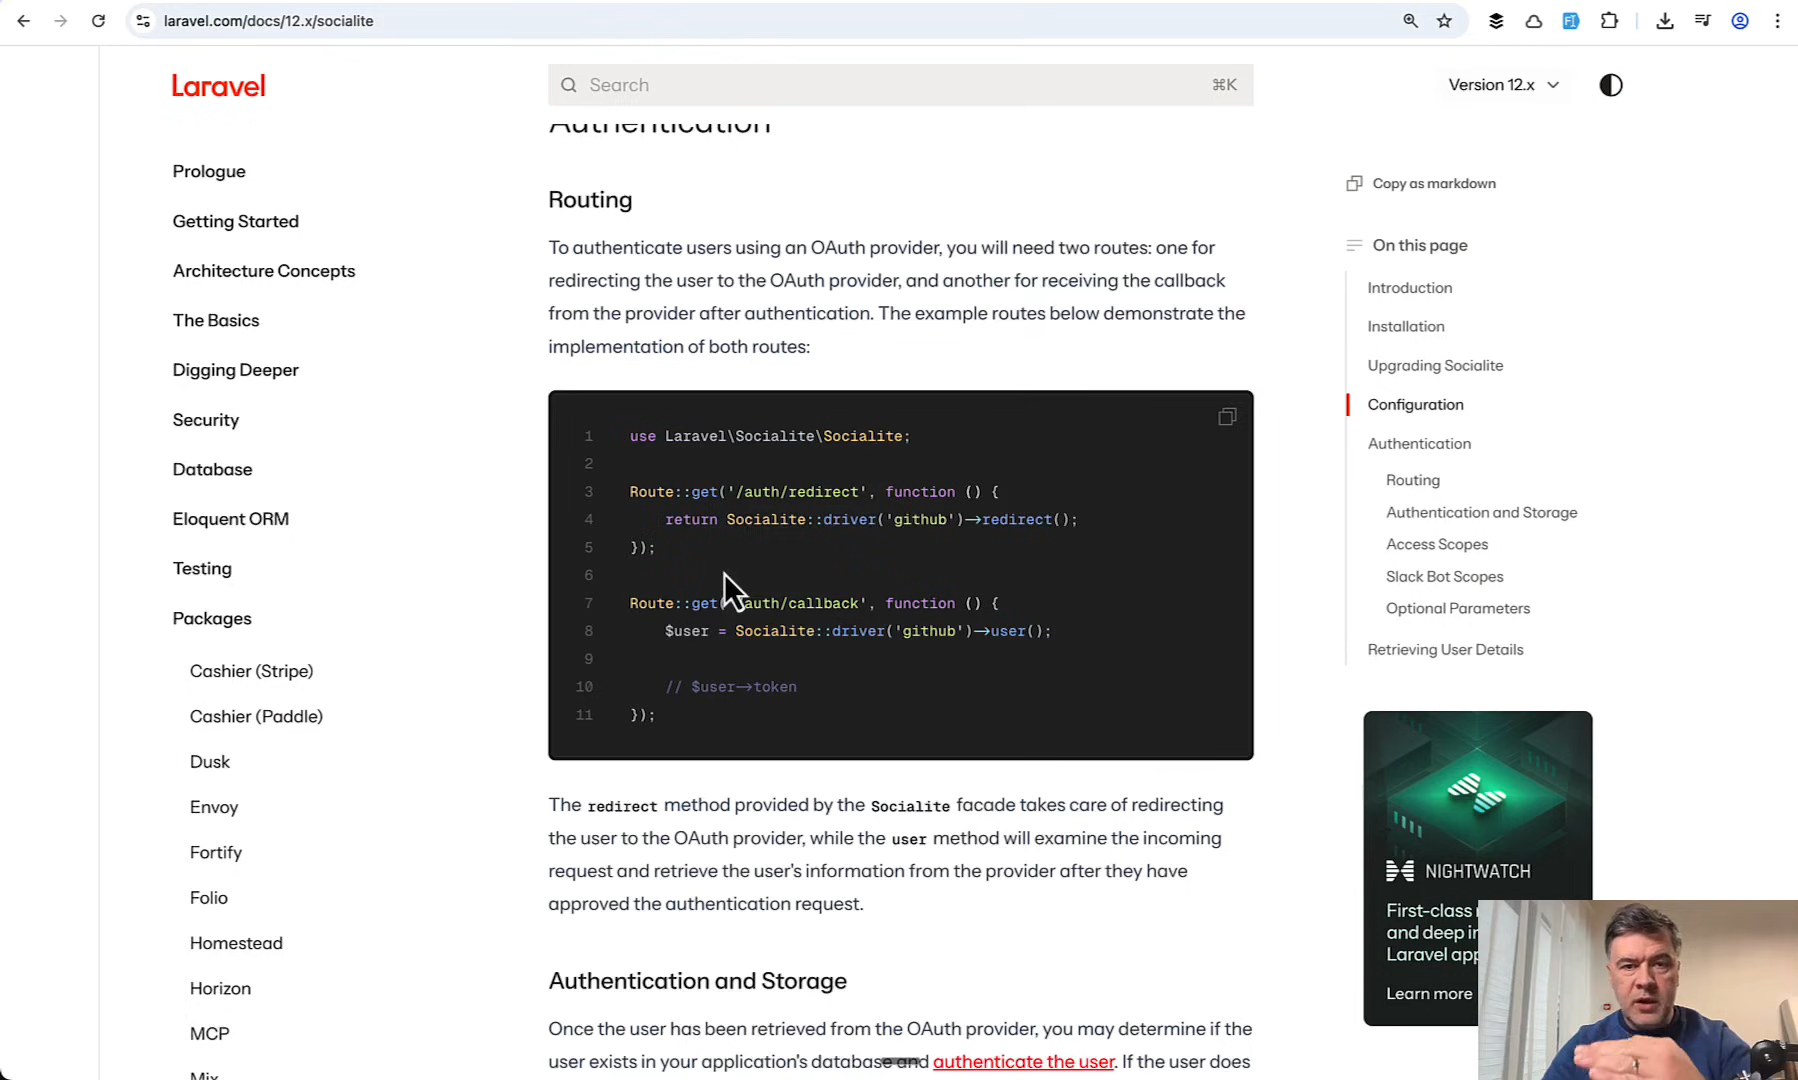 laravel.com/docs/12.x/socialite
Laravel
Search
⌘K
Version 12.x
Authentication
Prologue
Getting Started
Architecture Concepts
The Basics
Digging Deeper
Security
Database
Eloquent ORM
Testing
Packages
Cashier (Stripe)
Cashier (Paddle)
Dusk
Envoy
Fortify
Folio
Homestead
Horizon
MCP
Mix
Routing
To authenticate users using an OAuth provider, you will need two routes: one for
redirecting the user to the OAuth provider, and another for receiving the callback
from the provider after authentication. The example routes below demonstrate the
implementation of both routes:
1 use Laravel\Socialite\Socialite;
2
3 Route::get('/auth/redirect', function () {
4 return Socialite::driver('github')->redirect();
5 });
6
7 Route::get('/auth/callback', function () {
8 $user = Socialite::driver('github')->user();
9
10 // $user->token
11 });
The redirect method provided by the Socialite facade takes care of redirecting
the user to the OAuth provider, while the user method will examine the incoming
request and retrieve the user's information from the provider after they have
approved the authentication request.
Authentication and Storage
Once the user has been retrieved from the OAuth provider, you may determine if the
user exists in your application's database and authenticate the user. If the user does
Copy as markdown
On this page
Introduction
Installation
Upgrading Socialite
Configuration
Authentication
Routing
Authentication and Storage
Access Scopes
Slack Bot Scopes
Optional Parameters
Retrieving User Details
NIGHTWATCH
First-class
and deep in
Laravel app
Learn more